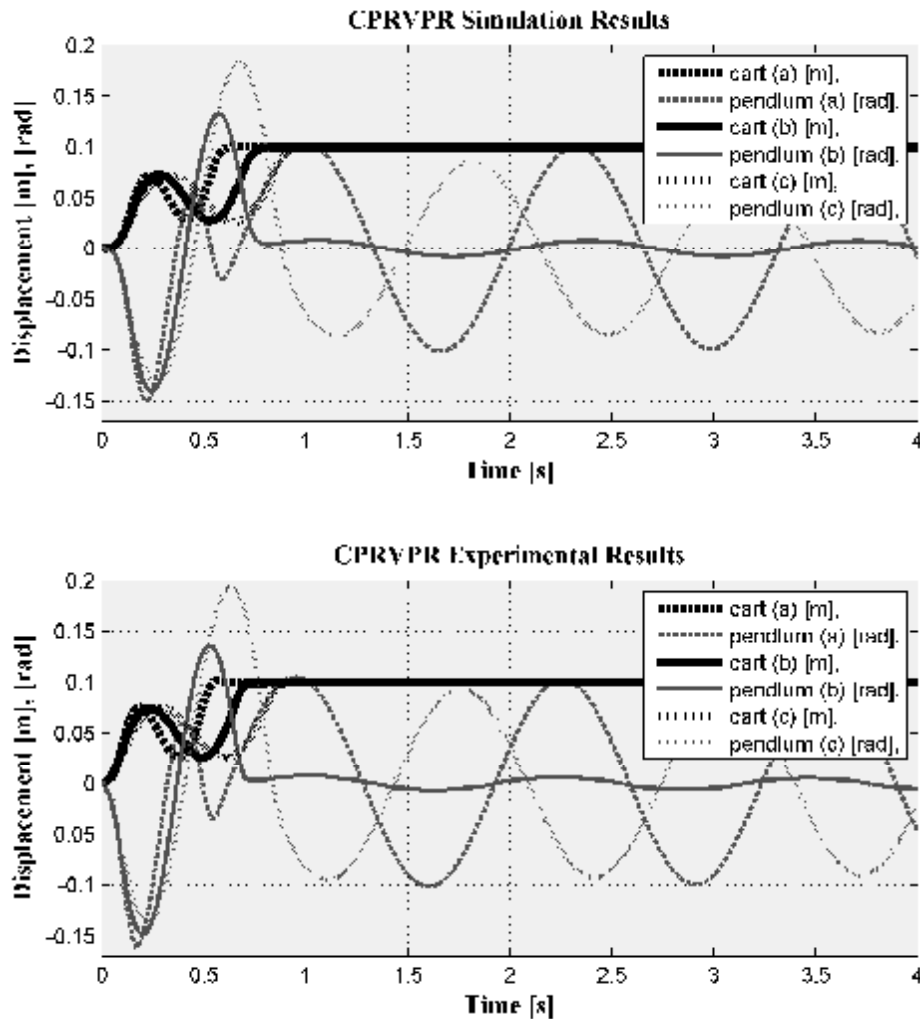 CPRVPR Simulation Results
Displacement [m], [rad]
0.2
0.15
0.1
0.05
0
-0.05
-0.1
-0.15
cart (a) [m],
pendlum (a) [rad].
cart (b) [m],
pendlum (b) [rad].
cart (c) [m],
pendlum (c) [rad],
0 0.5 1 1.5 2 2.5 3 3.5 4
Time [s]
CPRVPR Experimental Results
Displacement [m], [rad]
0.2
0.15
0.1
0.05
0
0.05
-0.1
-0.15
cart (a) [m],
pendlum (a) [rad].
cart (b) [m],
pendlum (b) [rad].
cart (c) [m].
pendlum (c) [rad],
0 0.5 1 1.5 2 2.5 3 3.5 4
Time [s]